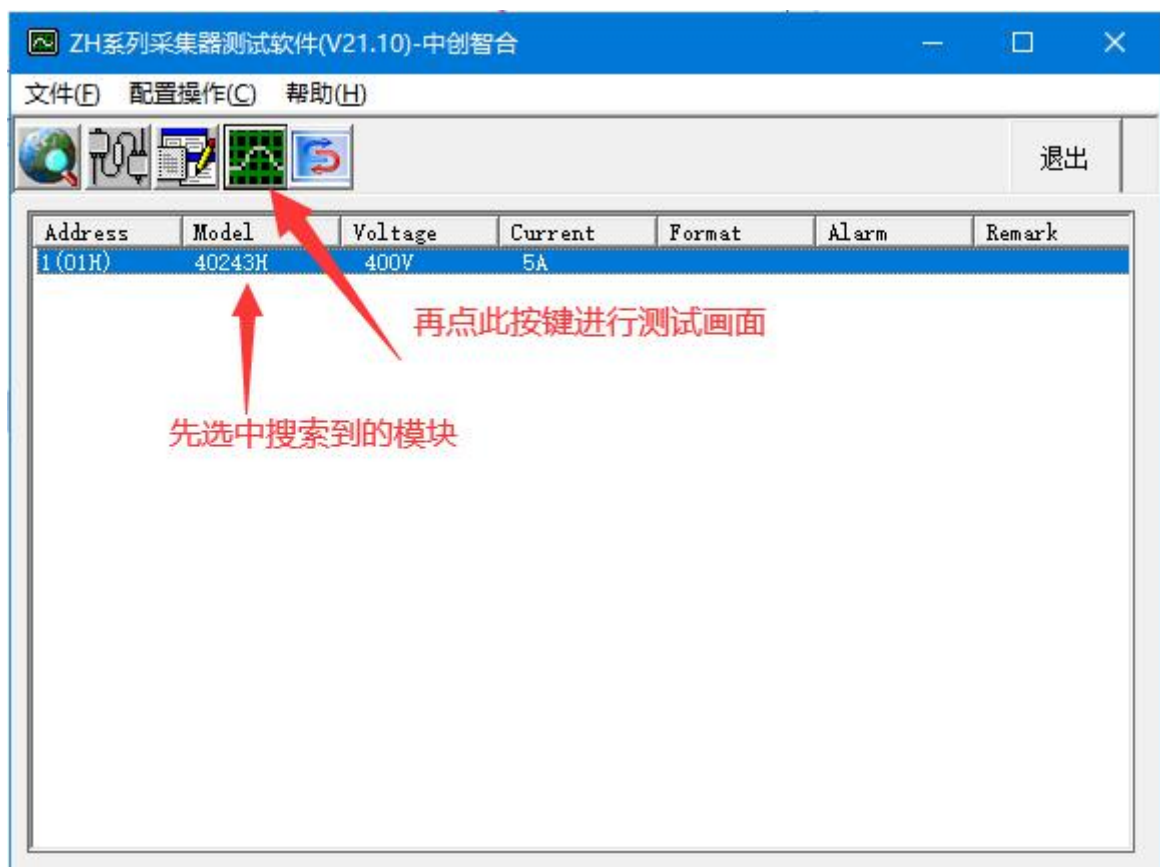 ZH系列采集器测试软件(V21.10)-中创智合
文件(F) 配置操作(C) 帮助(H)
退出
Address Model Voltage Current Format Alarm Remark
1(01H) 40243H 400V 5A
再点此按键进行测试画面
先选中搜索到的模块